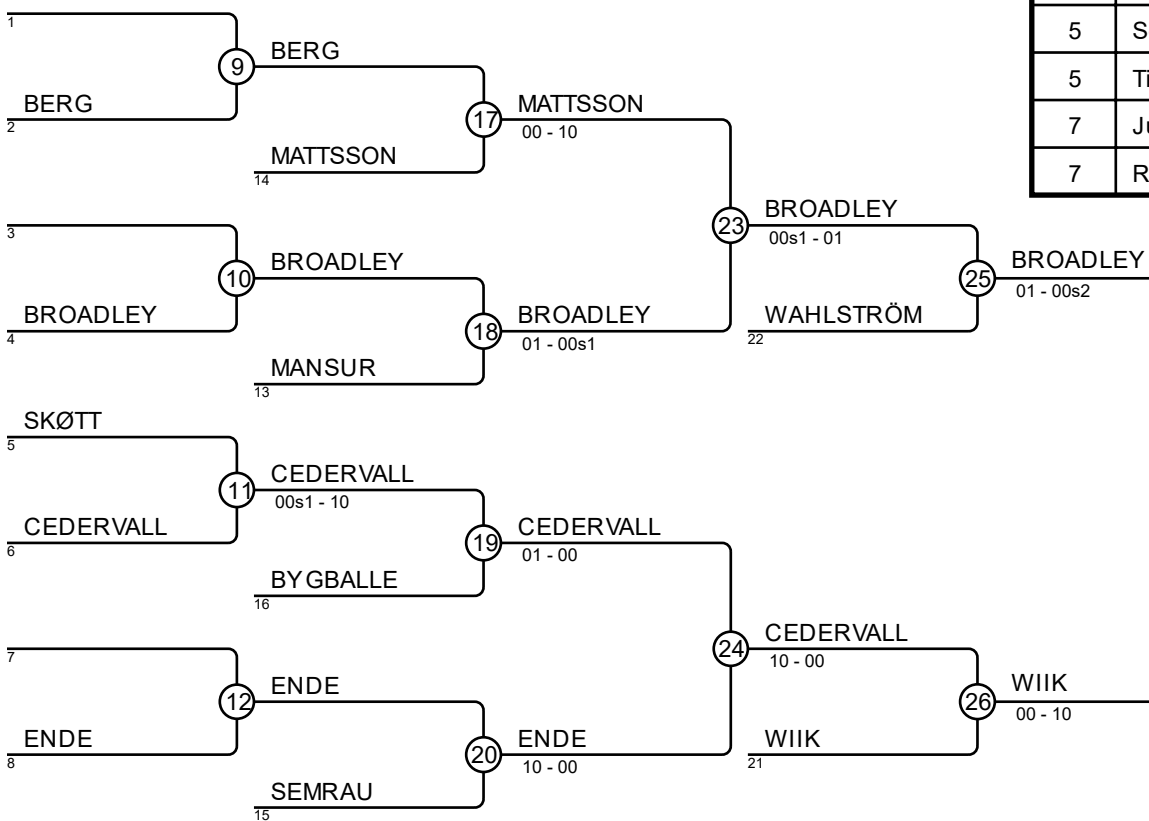 1
9
BERG
BERG
2
17
MATTSSON
00 - 10
MATTSSON
14
3
10
BROADLEY
BROADLEY
4
18
BROADLEY
01 - 00s1
MANSUR
13
23
BROADLEY
00s1 - 01
25
BROADLEY
01 - 00s2
WAHLSTRÖM
22
SKØTT
5
11
CEDERVALL
00s1 - 10
CEDERVALL
6
19
CEDERVALL
01 - 00
BYGBALLE
16
7
12
ENDE
ENDE
8
20
ENDE
10 - 00
SEMRAU
15
24
CEDERVALL
10 - 00
26
WIIK
00 - 10
WIIK
21
5 S
5 Ti
7 Ju
7 R